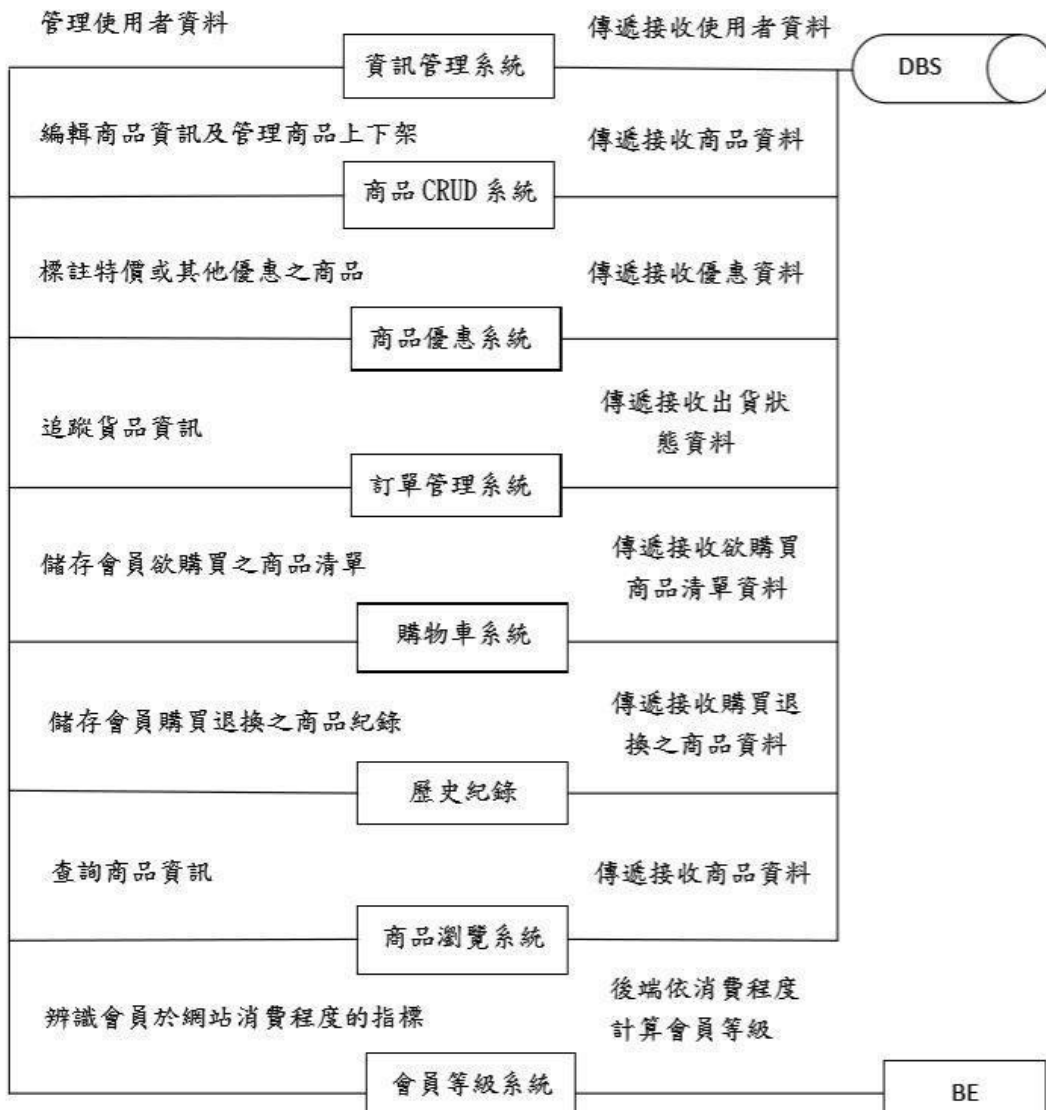 管理使用者資料
傳遞接收使用者資料
資訊管理系統
DBS
編輯商品資訊及管理商品上下架
傳遞接收商品資料
商品 CRUD 系統
標註特價或其他優惠之商品
傳遞接收優惠資料
商品優惠系統
追蹤貨品資訊
傳遞接收出貨狀
態資料
訂單管理系統
儲存會員欲購買之商品清單
傳遞接收欲購買
商品清單資料
購物車系統
儲存會員購買退換之商品紀錄
傳遞接收購買退
換之商品資料
歷史紀錄
查詢商品資訊
傳遞接收商品資料
商品瀏覽系統
辨識會員於網站消費程度的指標
後端依消費程度
計算會員等級
會員等級系統
BE